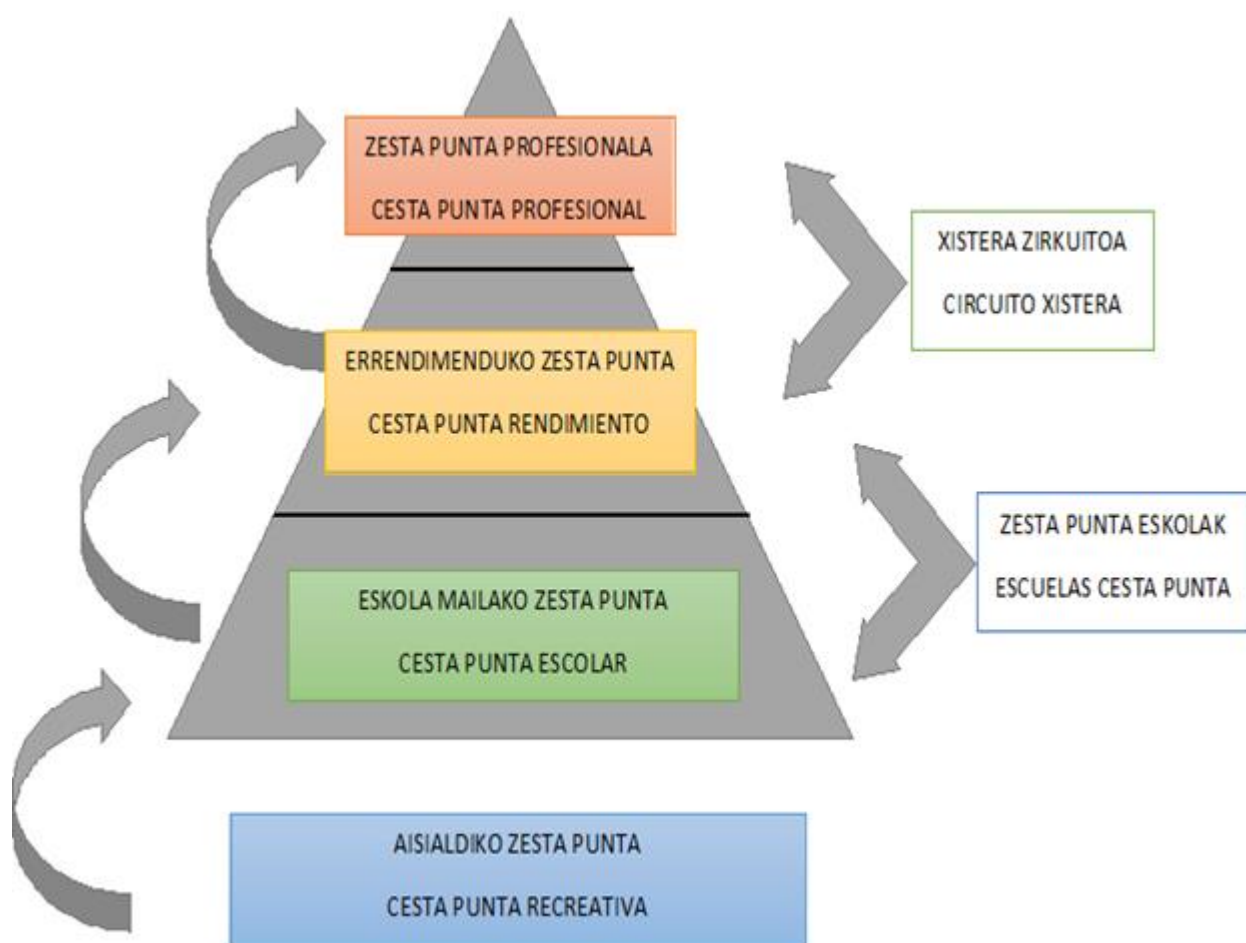 ZESTA PUNTA PROFESIONALA
CESTA PUNTA PROFESIONAL
XISTERA ZIRKUITOA
CIRCUITO XISTERA
ERRENDIMENDUKO ZESTA PUNTA
CESTA PUNTA RENDIMIENTO
ZESTA PUNTA ESKOLAK
ESCUELAS CESTA PUNTA
ESKOLA MAILAKO ZESTA PUNTA
CESTA PUNTA ESCOLAR
AISIALDIKO ZESTA PUNTA
CESTA PUNTA RECREATIVA